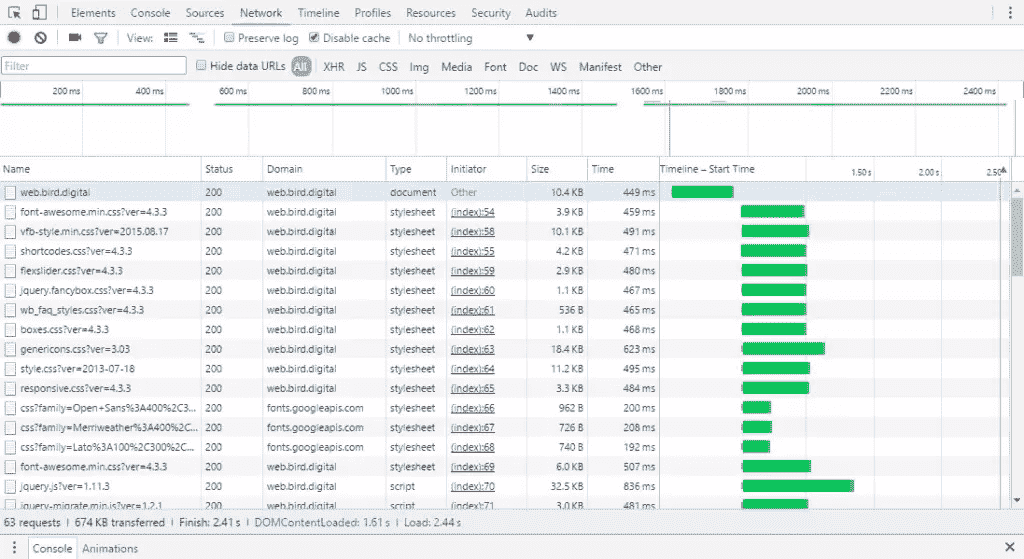 Elements Console Sources Network Timeline Profiles Resources Security Audits
View: Preserve log Disable cache No throttling
Filter Hide data URLs All XHR JS CSS Img Media Font Doc WS Manifest Other
200 ms 400 ms 600 ms 800 ms 1000 ms 1200 ms 1400 ms 1600 ms 1800 ms 2000 ms 2200 ms 2400 ms
Name Status Domain Type Initiator Size Time Timeline – Start Time 1.50 s 2.00 s 2.50
web.bird.digital 200 web.bird.digital document Other 10.4 KB 449 ms
font-awesome.min.css?ver=4.3.3 200 web.bird.digital stylesheet (index):54 3.9 KB 459 ms
vfb-style.min.css?ver=2015.08.17 200 web.bird.digital stylesheet (index):58 10.1 KB 491 ms
shortcodes.css?ver=4.3.3 200 web.bird.digital stylesheet (index):55 4.2 KB 471 ms
flexslider.css?ver=4.3.3 200 web.bird.digital stylesheet (index):59 2.9 KB 480 ms
jquery.fancybox.css?ver=4.3.3 200 web.bird.digital stylesheet (index):60 1.1 KB 467 ms
wb_faq_styles.css?ver=4.3.3 200 web.bird.digital stylesheet (index):61 536 B 465 ms
boxes.css?ver=4.3.3 200 web.bird.digital stylesheet (index):62 1.1 KB 468 ms
genericons.css?ver=3.03 200 web.bird.digital stylesheet (index):63 18.4 KB 623 ms
style.css?ver=2013-07-18 200 web.bird.digital stylesheet (index):64 11.2 KB 495 ms
responsive.css?ver=4.3.3 200 web.bird.digital stylesheet (index):65 3.3 KB 484 ms
css?family=Open+Sans%3A400%2C3... 200 fonts.googleapis.com stylesheet (index):66 962 B 200 ms
css?family=Merriweather%3A400%2C... 200 fonts.googleapis.com stylesheet (index):67 726 B 208 ms
css?family=Lato%3A100%2C300%2C... 200 fonts.googleapis.com stylesheet (index):68 740 B 192 ms
font-awesome.min.css?ver=4.3.3 200 web.bird.digital stylesheet (index):69 6.0 KB 507 ms
jquery.js?ver=1.11.3 200 web.bird.digital script (index):70 32.5 KB 836 ms
jquery-migrate.min.js?ver=1.2.1 200 web.bird.digital script (index):71 3.0 KB 481 ms
63 requests | 674 KB transferred | Finish: 2.41 s | DOMContentLoaded: 1.61 s | Load: 2.44 s
Console Animations